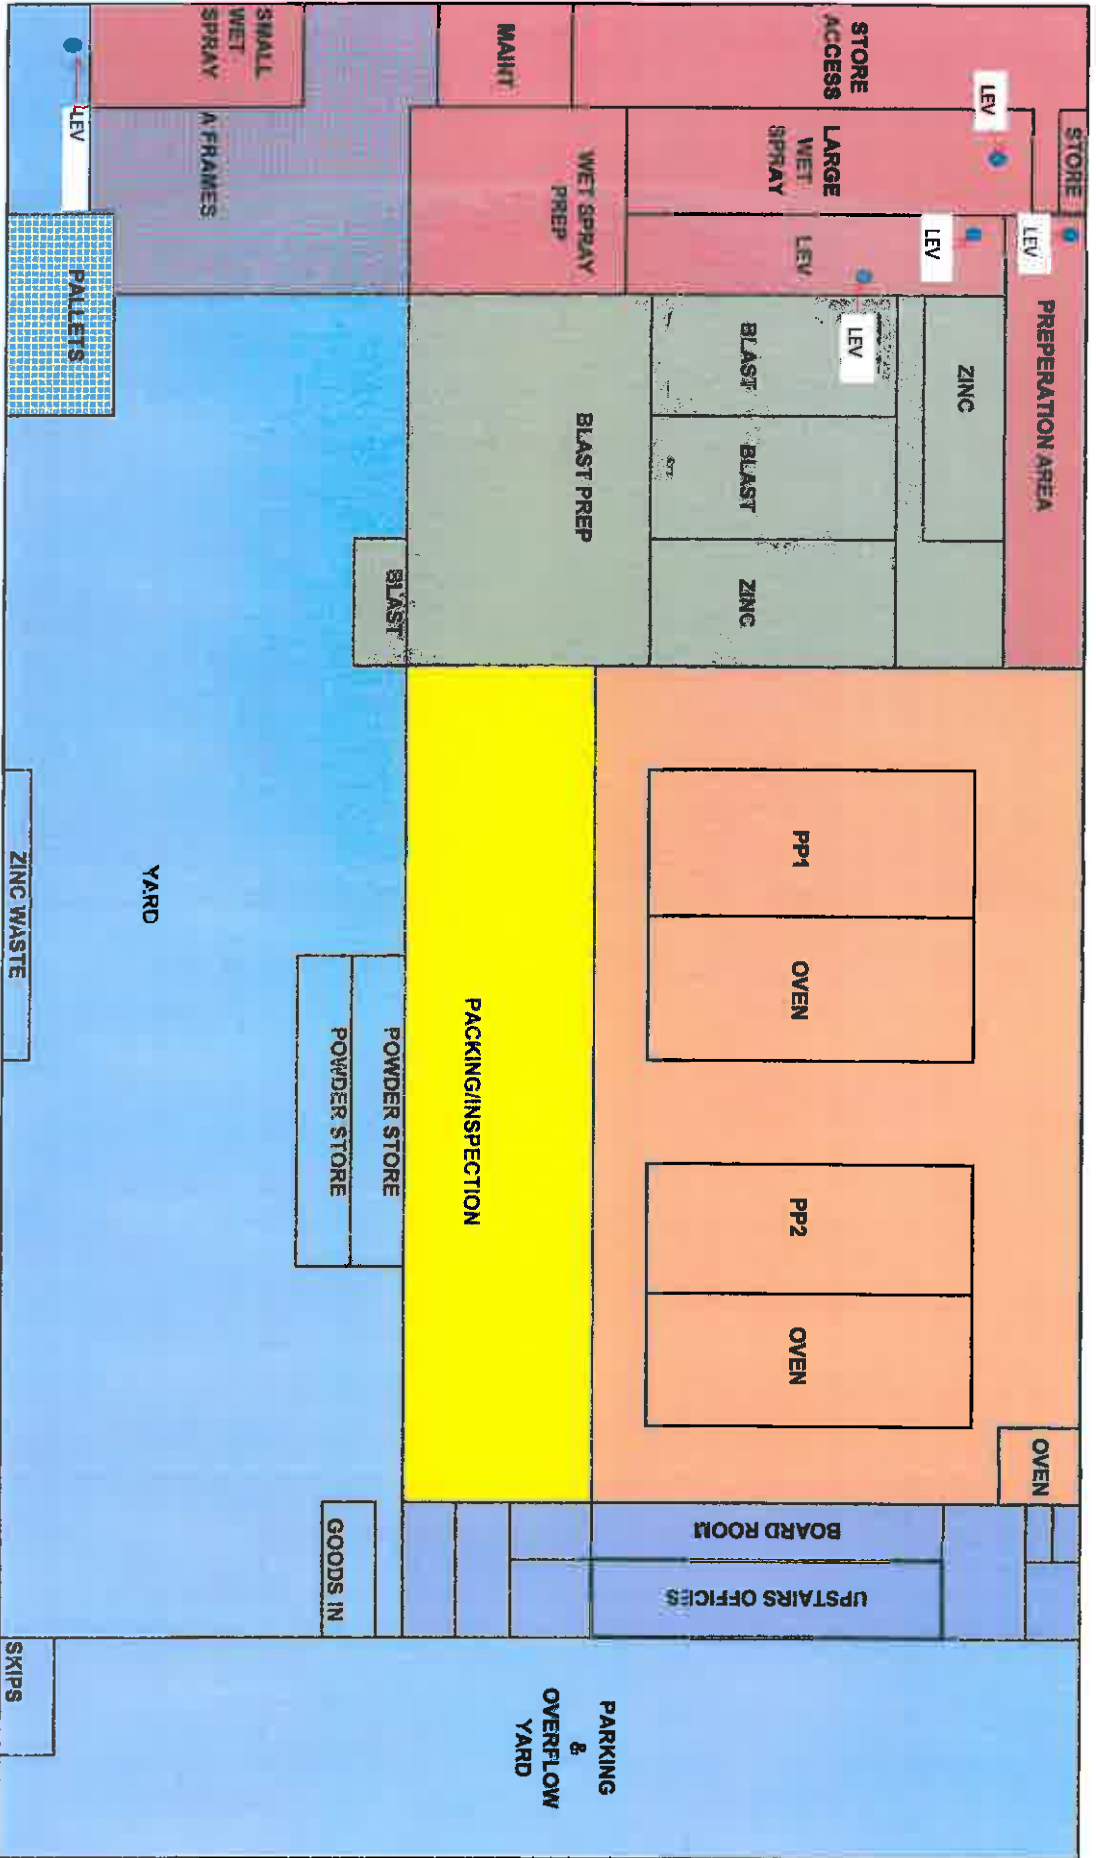 STORE
ACCESS
LEV
STORE
MAINT
SMALL
WET
SPRAY
LEV
A FRAMES
WET SPRAY
PREP
LARGE
WET
SPRAY
LEV
LEV
LEV
LEV
PREPERATION AREA
ZINC
BLAST
BLAST
ZINC
BLAST PREP
BLAST
PALLETS
PP1
OVEN
PP2
OVEN
OVEN
PACKING/INSPECTION
POWDER STORE
POWDER STORE
YARD
ZINC WASTE
BOARD ROOM
UPSTAIRS OFFICIES
GOODS IN
PARKING
&
OVERFLOW
YARD
SKIPS